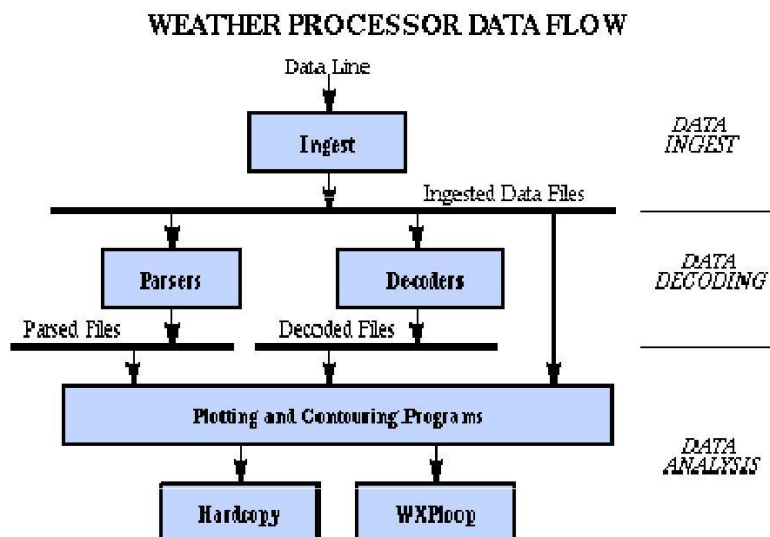 WEATHER PROCESSOR DATA FLOW
Data Line
Ingest
DATA
INGEST
Ingested Data Files
Parsers
Decoders
DATA
DECODING
Parsed Files
Decoded Files
Plotting and Contouring Programs
DATA
ANALYSIS
Hardcopy
WXPloop